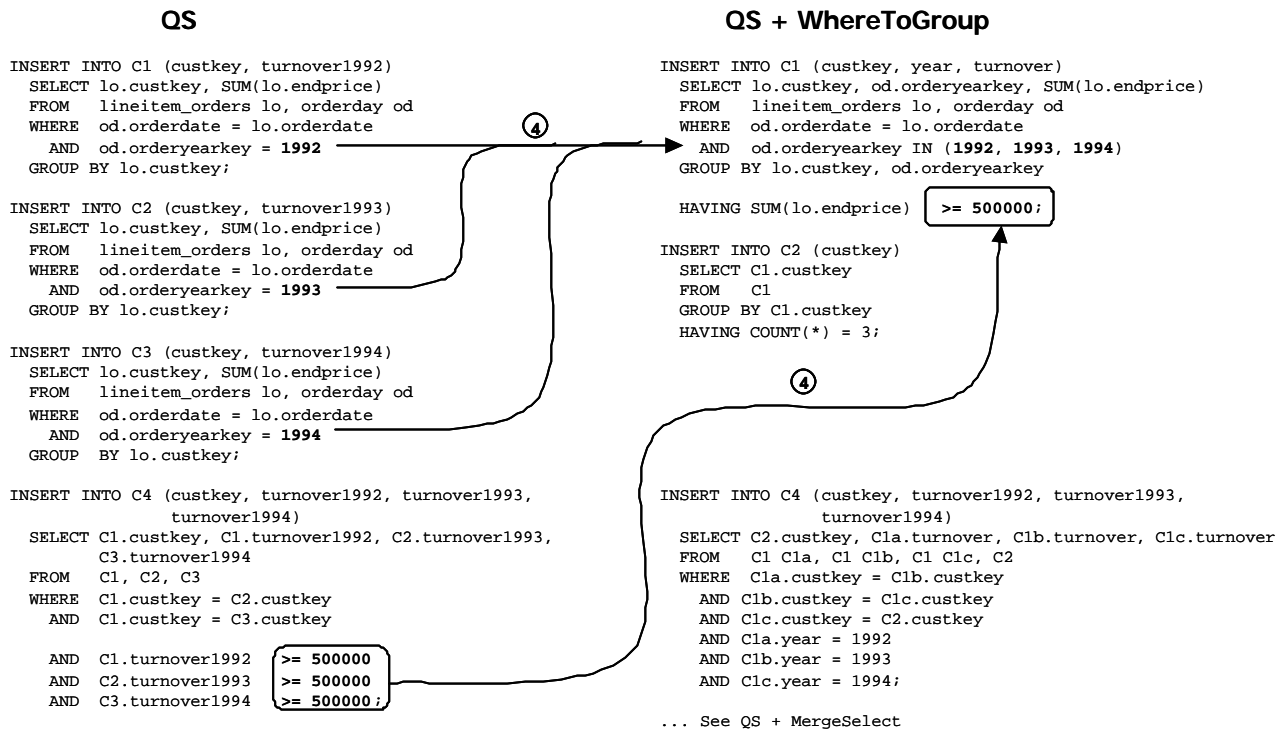 QS
INSERT INTO C1 (custkey, turnover1992)
SELECT lo.custkey, SUM(lo.endprice)
FROM lineitem_orders lo, orderday od
WHERE od.orderdate = lo.orderdate
AND od.orderyearkey = 1992
GROUP BY lo.custkey;
INSERT INTO C2 (custkey, turnover1993)
SELECT lo.custkey, SUM(lo.endprice)
FROM lineitem_orders lo, orderday od
WHERE od.orderdate = lo.orderdate
AND od.orderyearkey = 1993
GROUP BY lo.custkey;
INSERT INTO C3 (custkey, turnover1994)
SELECT lo.custkey, SUM(lo.endprice)
FROM lineitem_orders lo, orderday od
WHERE od.orderdate = lo.orderdate
AND od.orderyearkey = 1994
GROUP BY lo.custkey;
INSERT INTO C4 (custkey, turnover1992, turnover1993,
turnover1994)
SELECT C1.custkey, C1.turnover1992, C2.turnover1993,
C3.turnover1994
FROM C1, C2, C3
WHERE C1.custkey = C2.custkey
AND C1.custkey = C3.custkey
AND C1.turnover1992 >= 500000
AND C2.turnover1993 >= 500000
AND C3.turnover1994 >= 500000;
4
4
QS + WhereToGroup
INSERT INTO C1 (custkey, year, turnover)
SELECT lo.custkey, od.orderyearkey, SUM(lo.endprice)
FROM lineitem_orders lo, orderday od
WHERE od.orderdate = lo.orderdate
AND od.orderyearkey IN (1992, 1993, 1994)
GROUP BY lo.custkey, od.orderyearkey
HAVING SUM(lo.endprice) >= 500000;
INSERT INTO C2 (custkey)
SELECT C1.custkey
FROM C1
GROUP BY C1.custkey
HAVING COUNT(*) = 3;
INSERT INTO C4 (custkey, turnover1992, turnover1993,
turnover1994)
SELECT C2.custkey, C1a.turnover, C1b.turnover, C1c.turnover
FROM C1 C1a, C1 C1b, C1 C1c, C2
WHERE C1a.custkey = C1b.custkey
AND C1b.custkey = C1c.custkey
AND C1c.custkey = C2.custkey
AND C1a.year = 1992
AND C1b.year = 1993
AND C1c.year = 1994;
... See QS + MergeSelect